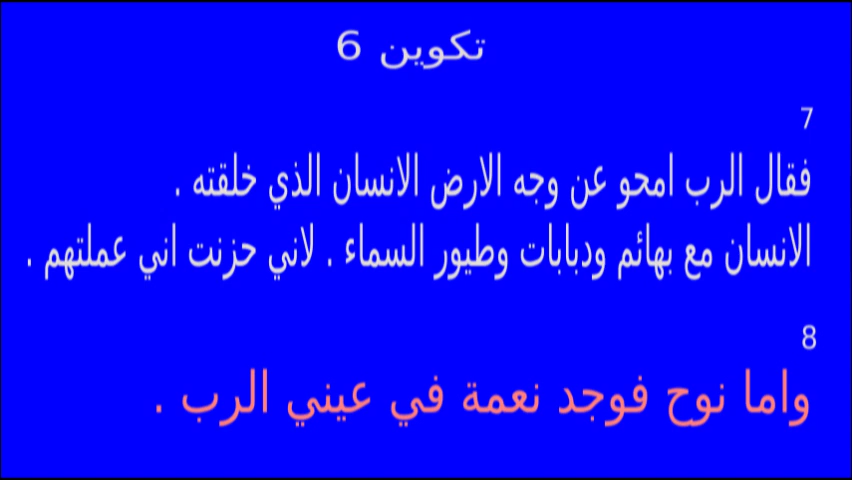 تكوين 6
7
فقال الرب امحو عن وجه الارض الانسان الذي خلقته .
الانسان مع بهائم ودبابات وطيور السماء . لاني حزنت اني عملتهم .
8
واما نوح فوجد نعمة في عيني الرب .